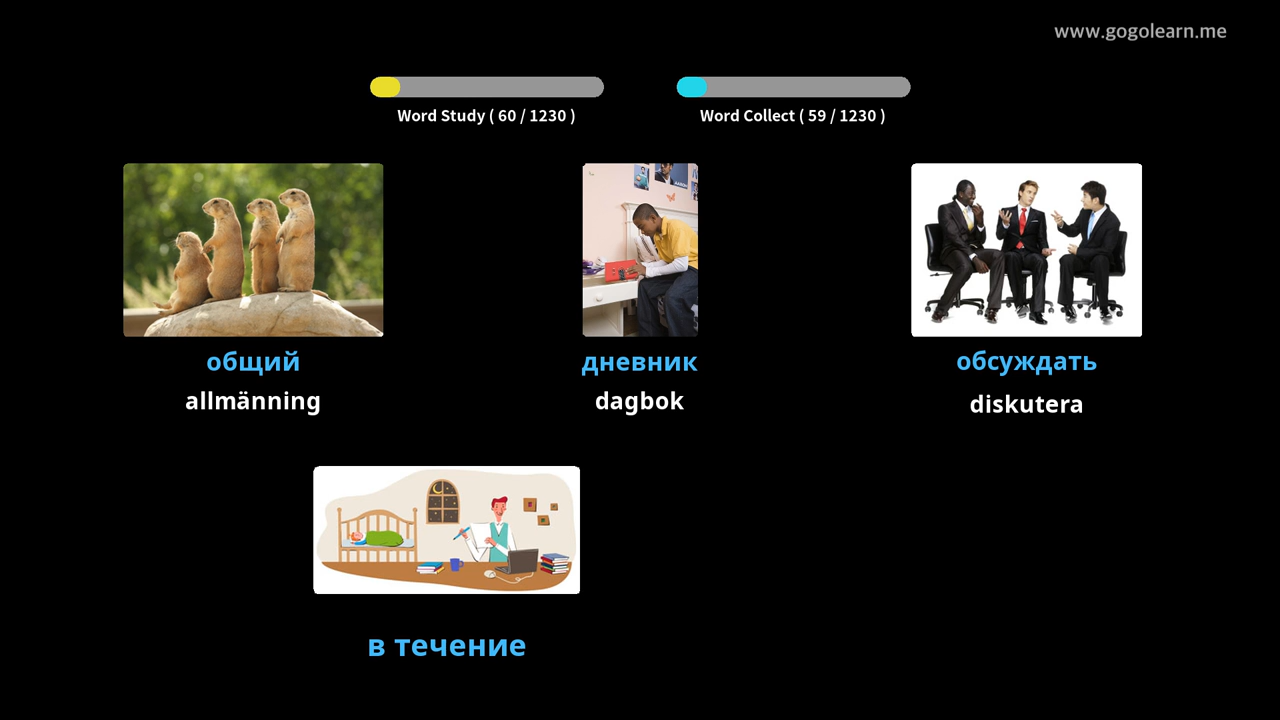 www.gogolearn.me
Word Study ( 60 / 1230 )
Word Collect ( 59 / 1230 )
общий
allmänning
дневник
dagbok
обсуждать
diskutera
в течение